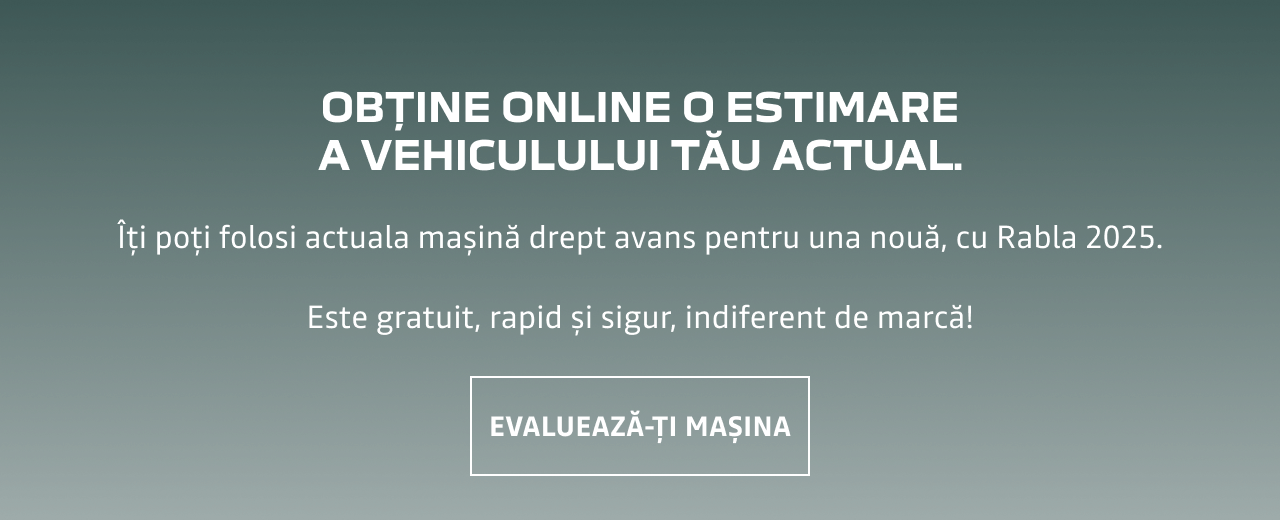 OBȚINE ONLINE O ESTIMARE
A VEHICULULUI TĂU ACTUAL.
Îți poți folosi actuala mașină drept avans pentru una nouă, cu Rabla 2025.
Este gratuit, rapid și sigur, indiferent de marcă!
EVALUEAZĂ-ȚI MAȘINA